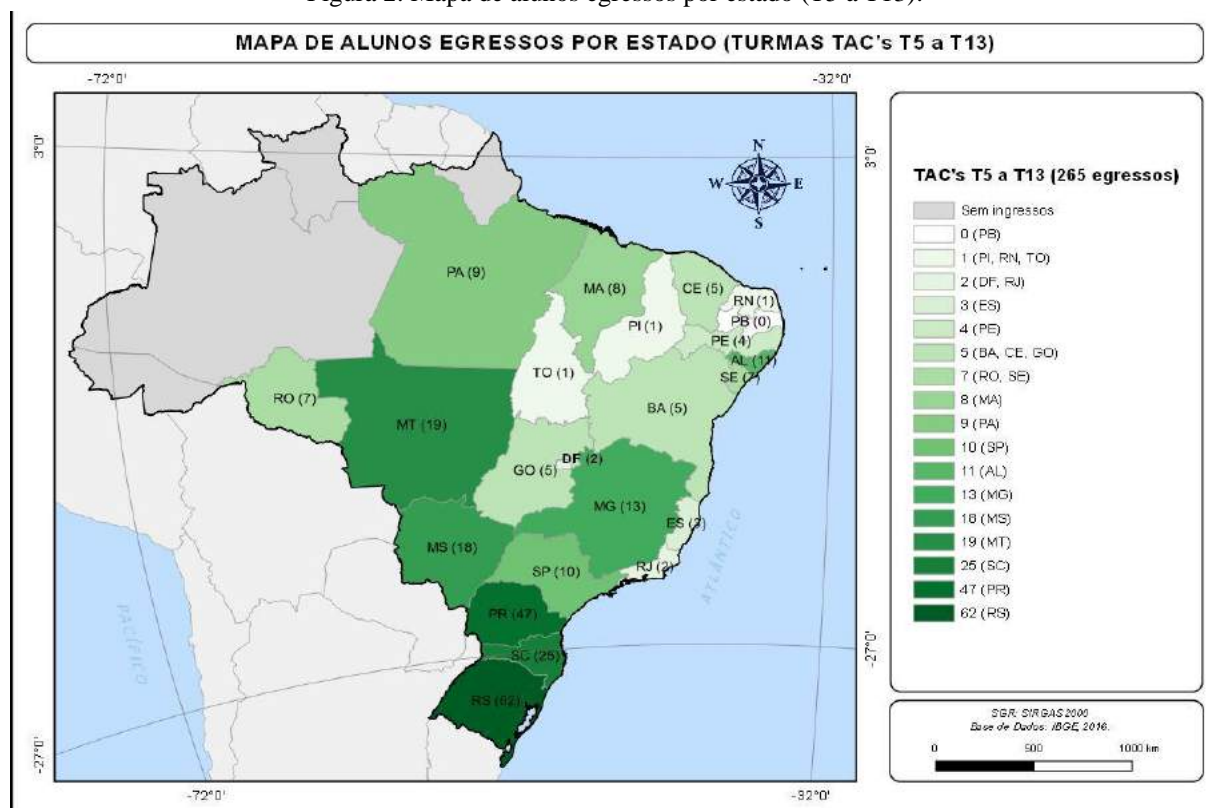 Figura 2: Mapa de alunos egressos por estado (T5 a T13).
MAPA DE ALUNOS EGRESSOS POR ESTADO (TURMAS TAC's T5 a T13)
-72°0'
-32°0'
3°0'
3°0'
N
W
E
S
PA (9)
MA (8)
CE (5)
RN (1)
PB (0)
PI (1)
PE (4)
AL (11)
SE (7)
TO (1)
RO (7)
MT (19)
BA (5)
GO (5)
DF (2)
MG (13)
ES (3)
MS (18)
SP (10)
RJ (2)
PR (47)
SC (25)
RS (62)
PACÍFICO
ATLÂNTICO
-27°0'
-27°0'
-72°0'
-32°0'
TAC's T5 a T13 (265 egressos)
Sem ingressos
0 (PB)
1 (PI, RN, TO)
2 (DF, RJ)
3 (ES)
4 (PE)
5 (BA, CE, GO)
7 (RO, SE)
8 (MA)
9 (PA)
10 (SP)
11 (AL)
13 (MG)
18 (MS)
19 (MT)
25 (SC)
47 (PR)
62 (RS)
SGR: SIRGAS2000
Base de Dados: IBGE, 2016.
0 500 1000 km